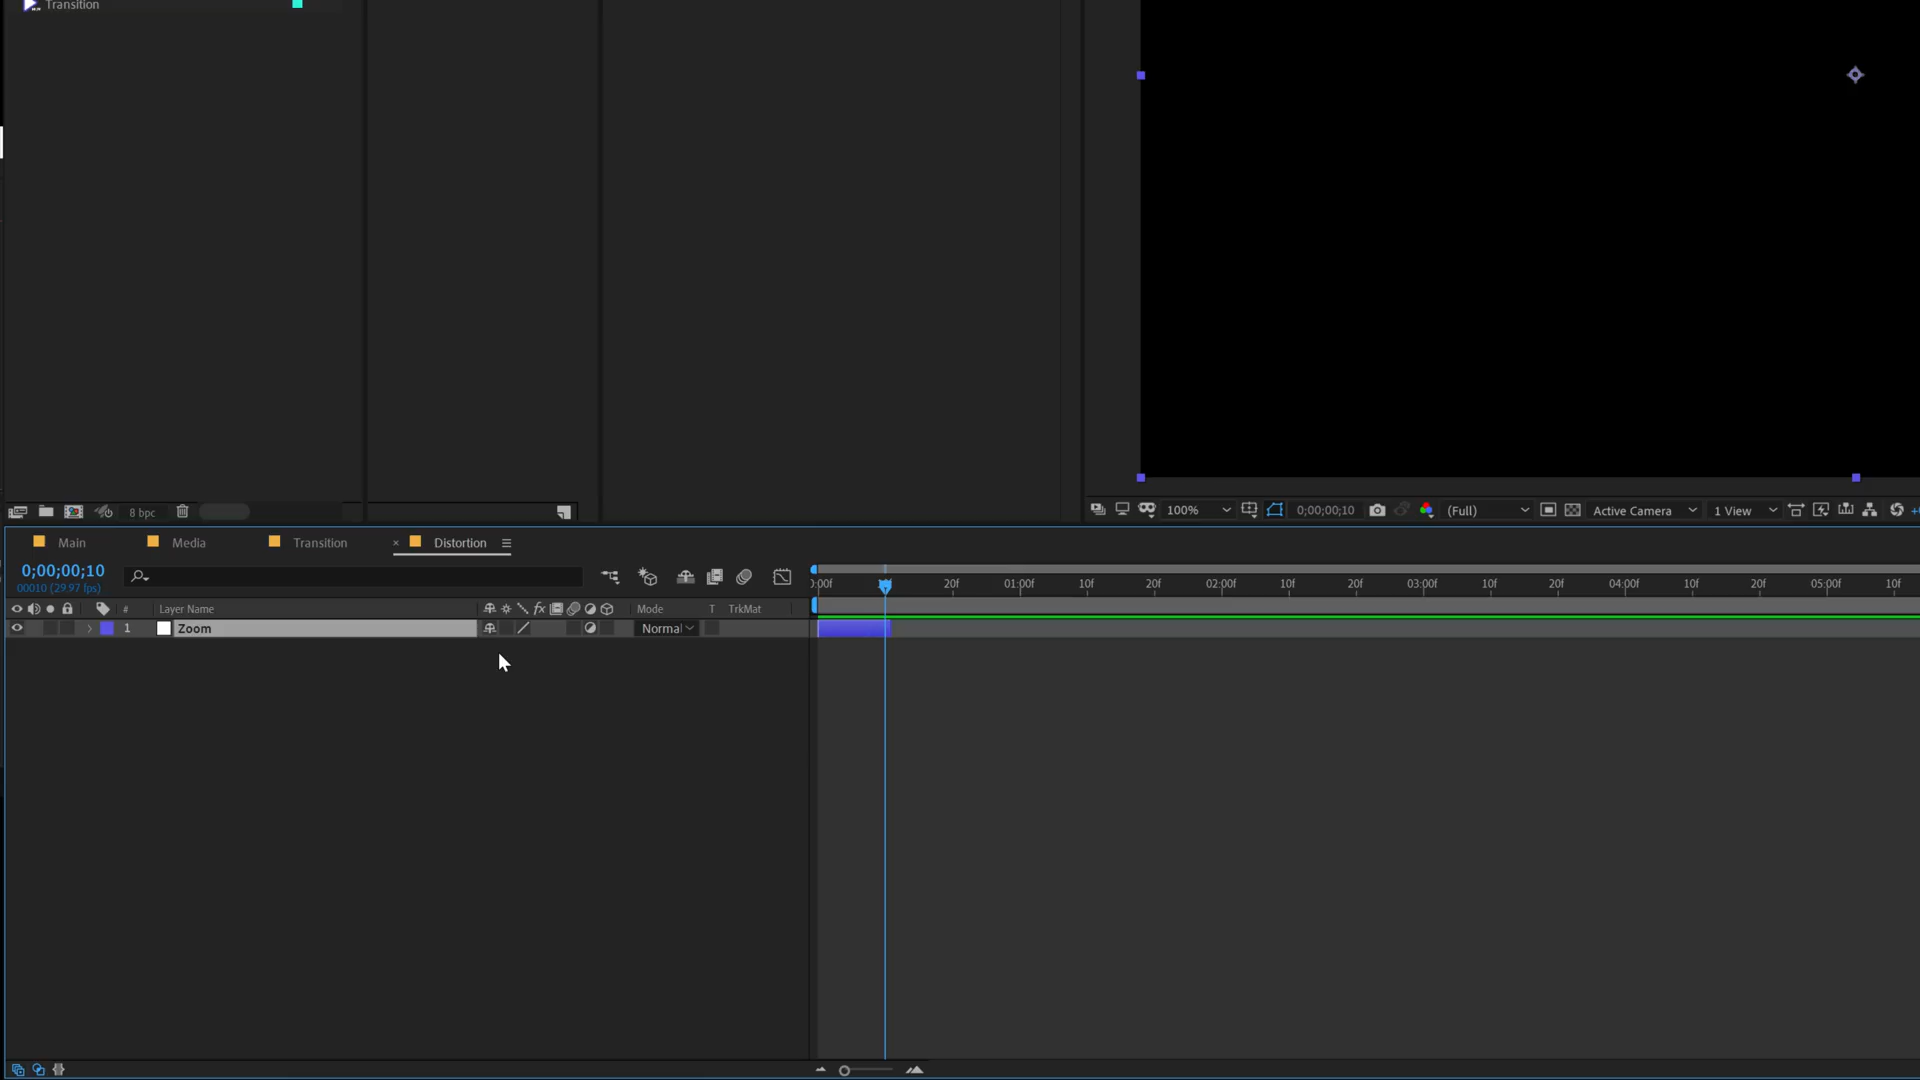 Transition
8 bpc
100%
0;00;00;10
(Full)
Active Camera
1 View
Main
Media
Transition
× Distortion
0;00;00;10
00010 (29.97 fps)
20f 01:00f 10f 20f 02:00f 10f 20f 03:00f 10f 20f 04:00f 10f 20f 05:00f 10f
# Layer Name fx Mode T TrkMat
1 Zoom Normal